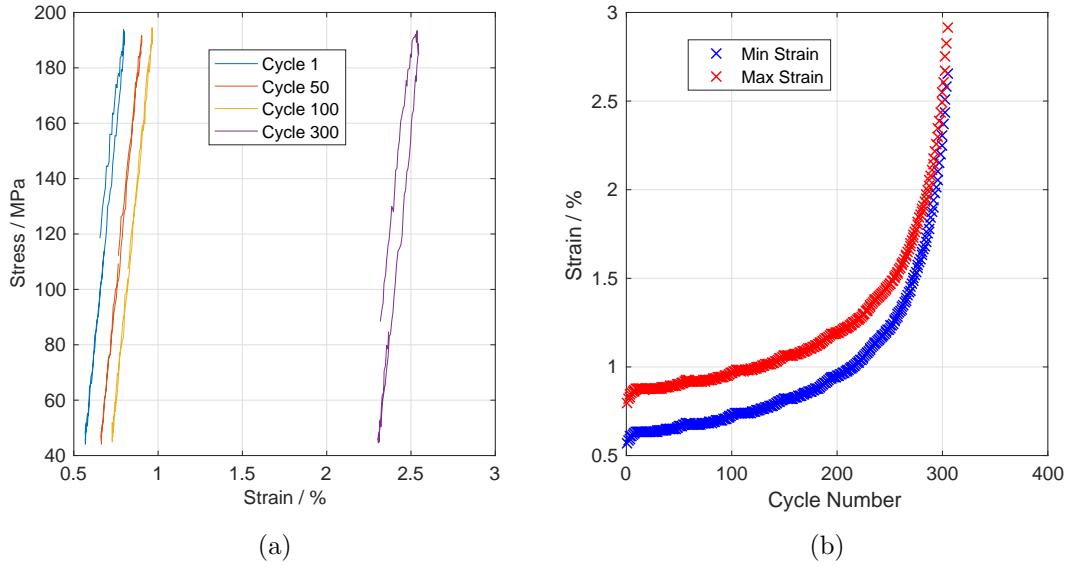 200
180
160
140
120
100
80
60
40
Stress / MPa
Cycle 1
Cycle 50
Cycle 100
Cycle 300
0.5 1 1.5 2 2.5 3
Strain / %
(a)
3
2.5
2
1.5
1
0.5
Strain / %
Min Strain
Max Strain
0 100 200 300 400
Cycle Number
(b)